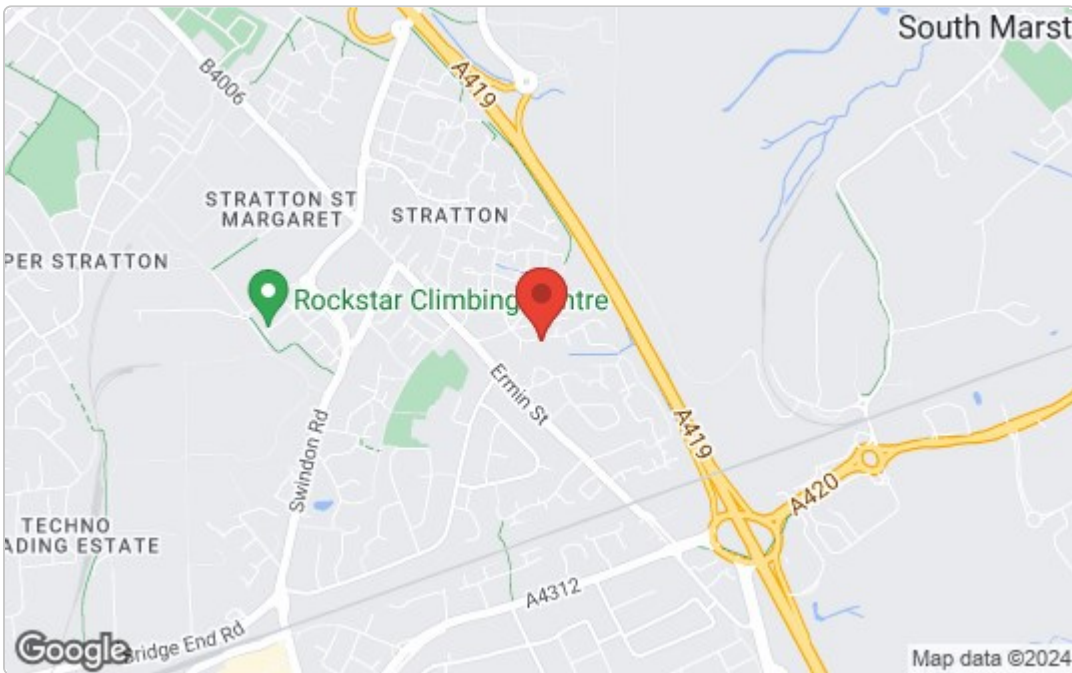 South Marst
A419
B4006
STRATTON ST
MARGARET
STRATTON
PER STRATTON
Rockstar Climbing
ntre
Ermin St
A419
Swindon Rd
A420
TECHNO
ADING ESTATE
A4312
Bridge End Rd
Google
Map data ©2024